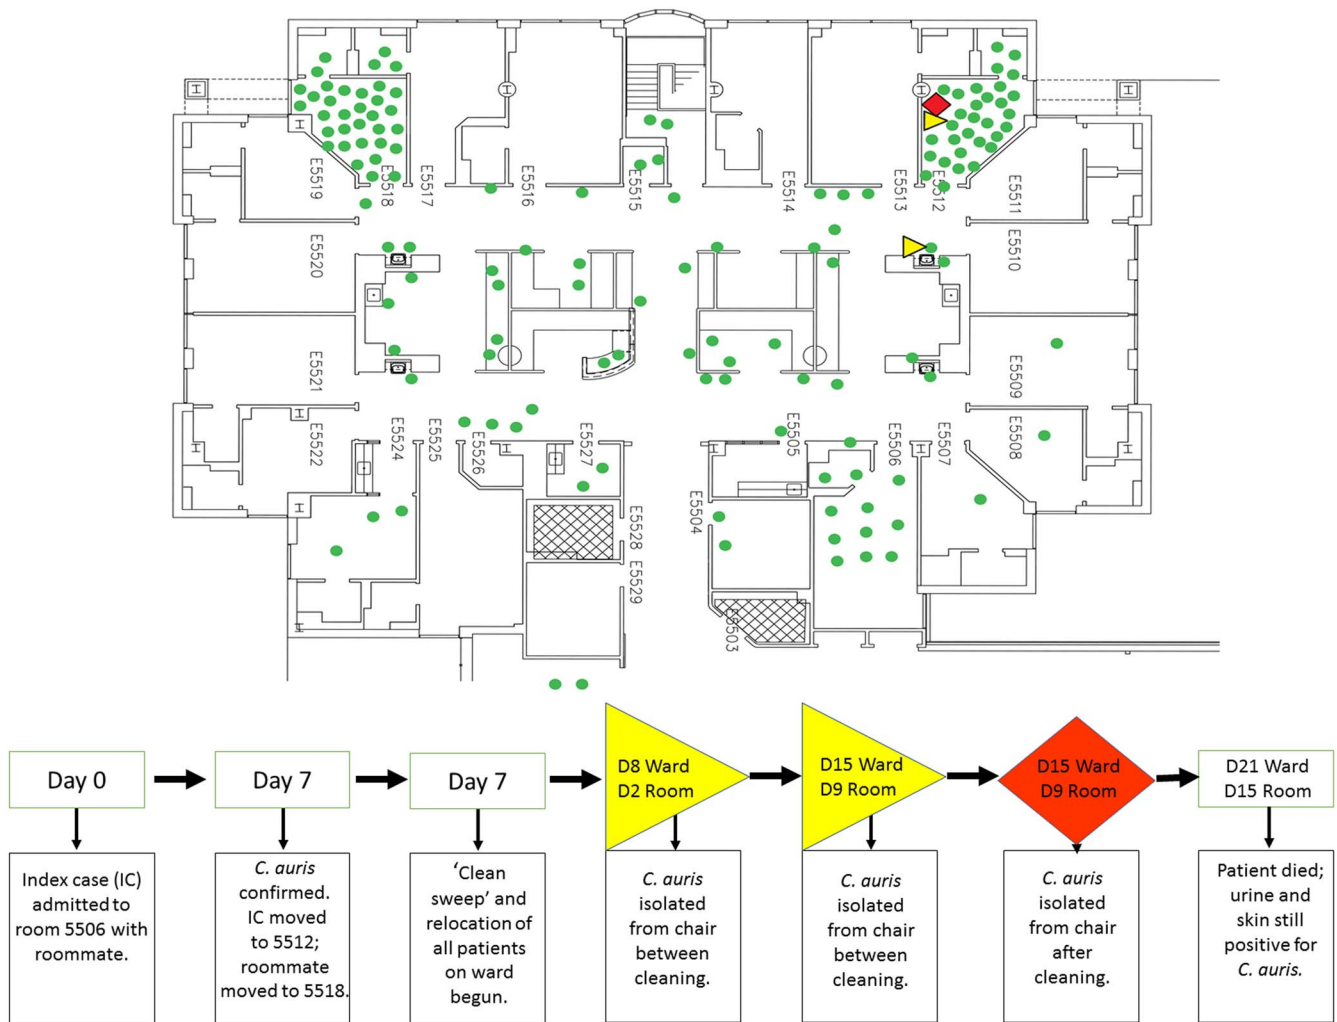 E5519
E5518
E5517
E5516
E5515
E5514
E5513
E5512
E5511
E5520
E5510
E5521
E5509
E5522
E5524
E5525
E5526
E5527
E5505
E5506
E5507
E5508
E5528
E5504
E5529
E5503
Day 0
Day 7
Day 7
D8 Ward
D2 Room
D15 Ward
D9 Room
D15 Ward
D9 Room
D21 Ward
D15 Room
Index case (IC)
admitted to
room 5506 with
roommate.
C. auris
confirmed.
IC moved
to 5512;
roommate
moved to 5518.
‘Clean
sweep’ and
relocation of
all patients
on ward
begun.
C. auris
isolated
from chair
between
cleaning.
C. auris
isolated
from chair
between
cleaning.
C. auris
isolated
from chair
after
cleaning.
Patient died;
urine and
skin still
positive for
C. auris.